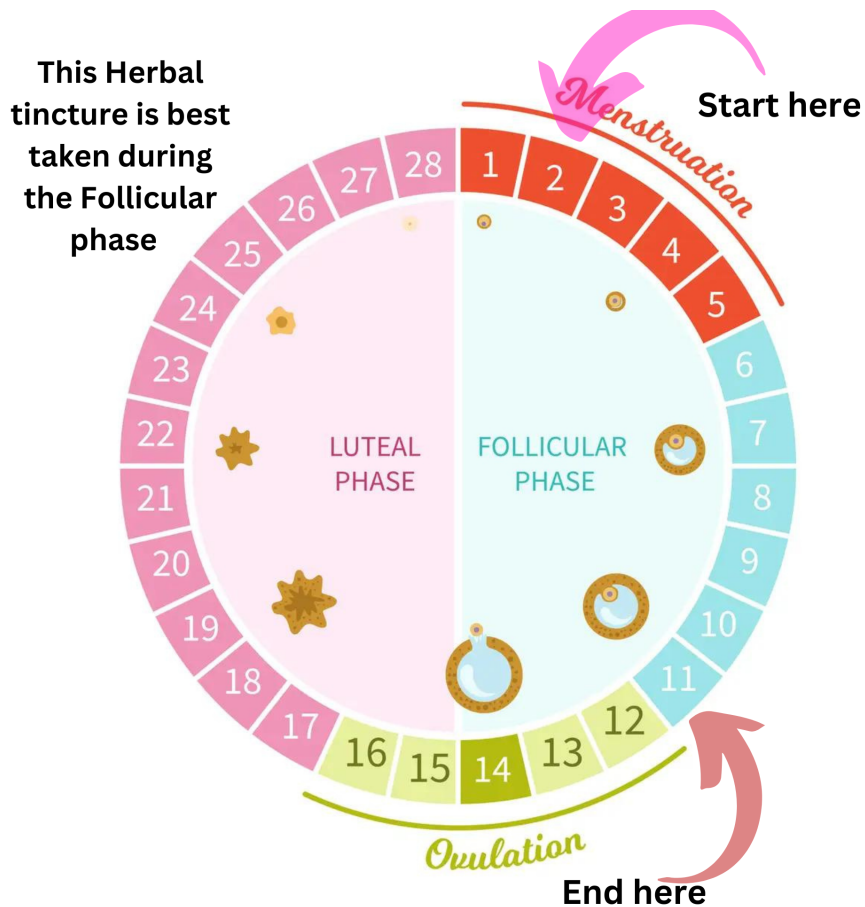 This Herbal
tincture is best
taken during
the Follicular
phase
Menstruation
Start here
1
2
3
4
5
6
7
8
9
10
11
12
13
14
15
16
17
18
19
20
21
22
23
24
25
26
27
28
LUTEAL
PHASE
FOLLICULAR
PHASE
Ovulation
End here